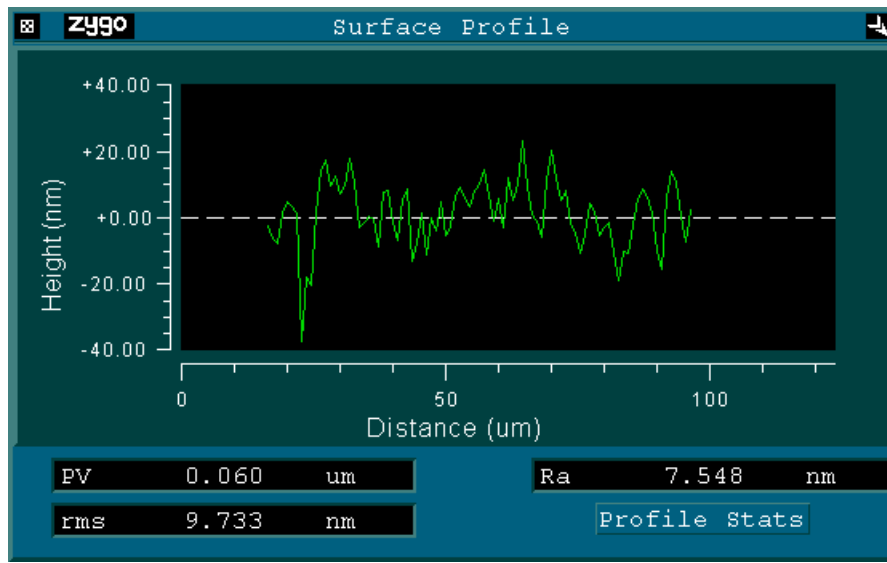 zygo Surface Profile
+40.00
+20.00
+0.00
-20.00
-40.00
Height (nm)
0 50 100
Distance (um)
PV 0.060 um Ra 7.548 nm
rms 9.733 nm Profile Stats